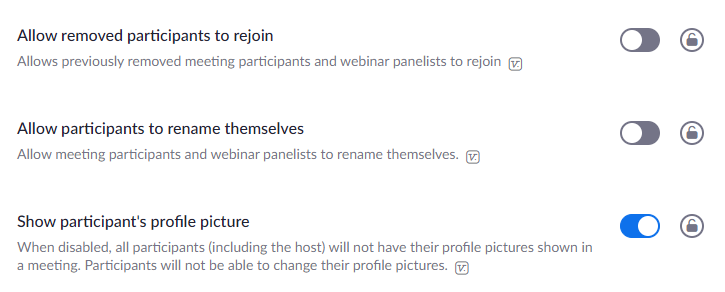 Allow removed participants to rejoin
Allows previously removed meeting participants and webinar panelists to rejoin
Allow participants to rename themselves
Allow meeting participants and webinar panelists to rename themselves.
Show participant's profile picture
When disabled, all participants (including the host) will not have their profile pictures shown in
a meeting. Participants will not be able to change their profile pictures.